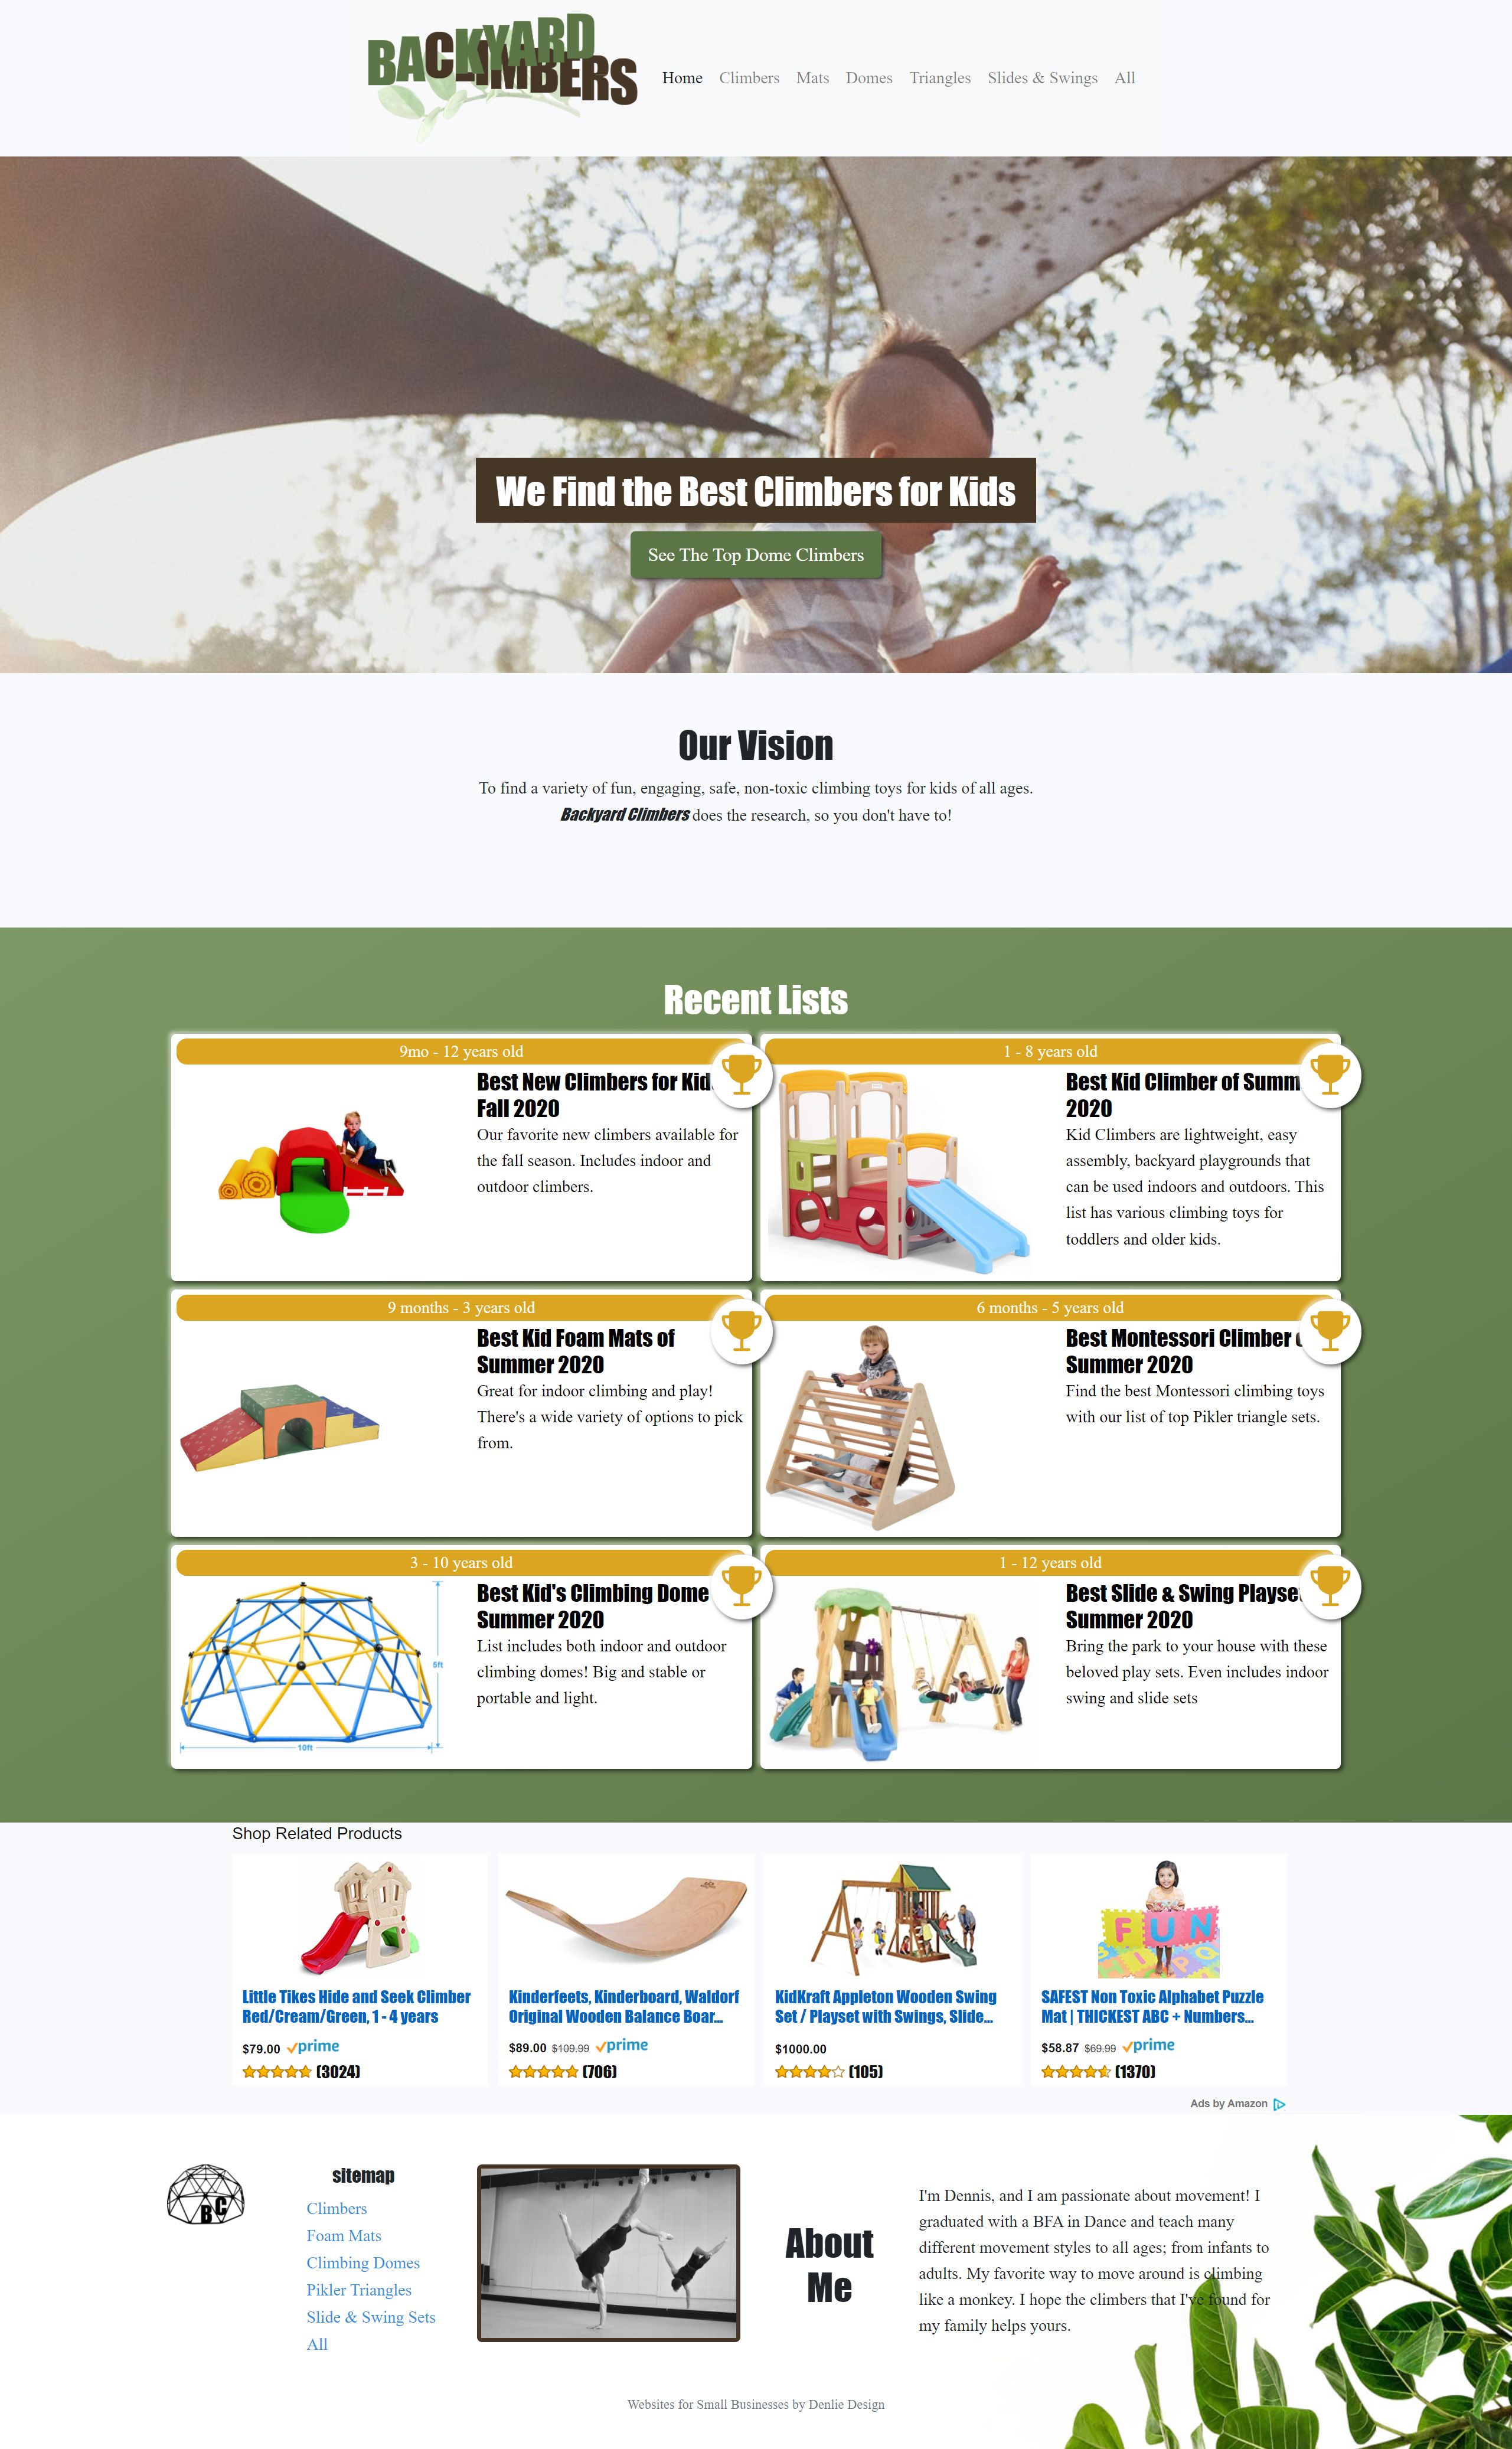 BACKYARD
CLIMBERS
Home Climbers Mats Domes Triangles Slides & Swings All
We Find the Best Climbers for Kids
See The Top Dome Climbers
Our Vision
To find a variety of fun, engaging, safe, non-toxic climbing toys for kids of all ages.
Backyard Climbers does the research, so you don't have to!
Recent Lists
9mo - 12 years old
Best New Climbers for Kid
Fall 2020
Our favorite new climbers available for
the fall season. Includes indoor and
outdoor climbers.
1 - 8 years old
Best Kid Climber of Summ
2020
Kid Climbers are lightweight, easy
assembly, backyard playgrounds that
can be used indoors and outdoors. This
list has various climbing toys for
toddlers and older kids.
9 months - 3 years old
Best Kid Foam Mats of
Summer 2020
Great for indoor climbing and play!
There's a wide variety of options to pick
from.
6 months - 5 years old
Best Montessori Climber
Summer 2020
Find the best Montessori climbing toys
with our list of top Pikler triangle sets.
3 - 10 years old
5ft
10ft
Best Kid's Climbing Dome
Summer 2020
List includes both indoor and outdoor
climbing domes! Big and stable or
portable and light.
1 - 12 years old
Best Slide & Swing Playse
Summer 2020
Bring the park to your house with these
beloved play sets. Even includes indoor
swing and slide sets
Shop Related Products
Little Tikes Hide and Seek Climber
Red/Cream/Green, 1 - 4 years
$79.00 prime
(3024)
Kinderfeets, Kinderboard, Waldorf
Original Wooden Balance Boar...
$89.00 $109.99 prime
(706)
KidKraft Appleton Wooden Swing
Set / Playset with Swings, Slide...
$1000.00
(105)
FUN
SAFEST Non Toxic Alphabet Puzzle
Mat | THICKEST ABC + Numbers...
$58.87 $69.99 prime
(1370)
Ads by Amazon
BC
sitemap
Climbers
Foam Mats
Climbing Domes
Pikler Triangles
Slide & Swing Sets
All
About
Me
I'm Dennis, and I am passionate about movement! I
graduated with a BFA in Dance and teach many
different movement styles to all ages; from infants to
adults. My favorite way to move around is climbing
like a monkey. I hope the climbers that I've found for
my family helps yours.
Websites for Small Businesses by Denlie Design